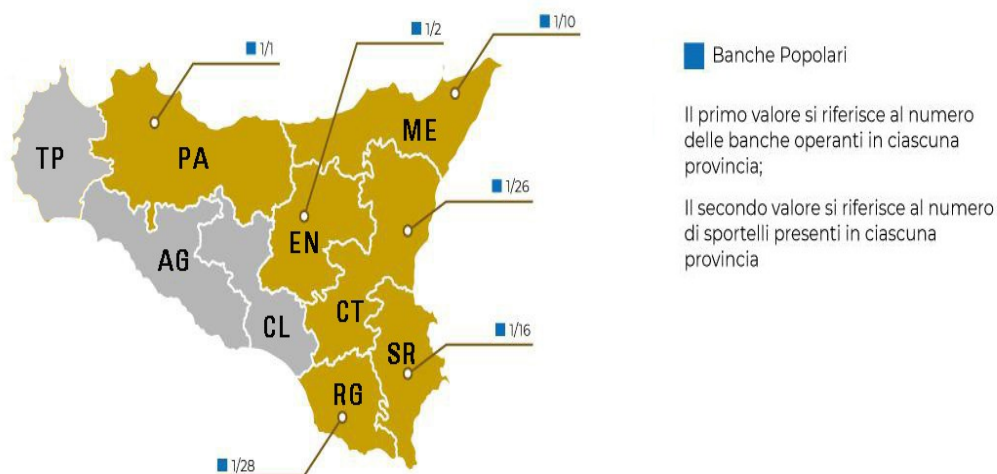 1/1
1/2
1/10
TP
PA
ME
1/26
EN
AG
CT
CL
1/16
SR
RG
1/28
Banche Popolari
Il primo valore si riferisce al numero
delle banche operanti in ciascuna
provincia;
Il secondo valore si riferisce al numero
di sportelli presenti in ciascuna
provincia